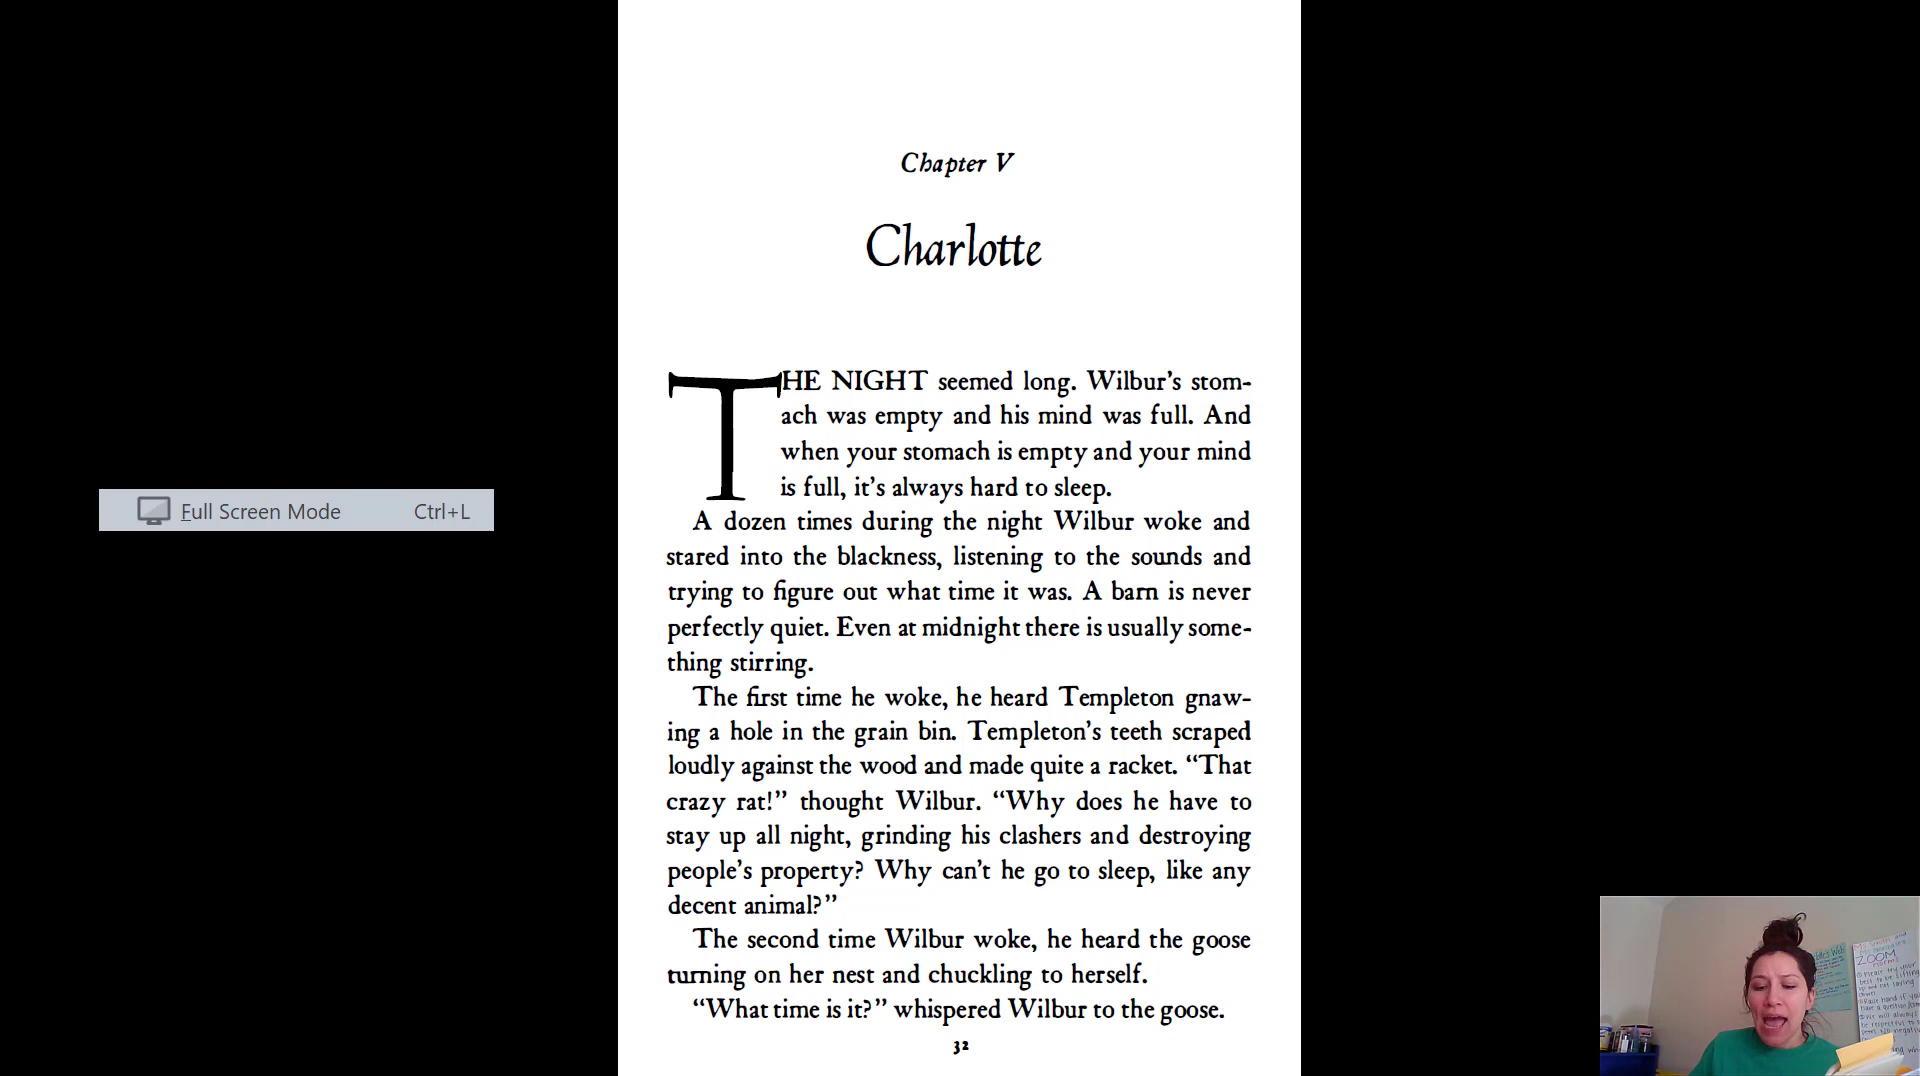 Chapter V
Charlotte
THE NIGHT seemed long. Wilbur's stom-
ach was empty and his mind was full. And
when your stomach is empty and your mind
is full, it's always hard to sleep.
A dozen times during the night Wilbur woke and
stared into the blackness, listening to the sounds and
trying to figure out what time it was. A barn is never
perfectly quiet. Even at midnight there is usually some-
thing stirring.
The first time he woke, he heard Templeton gnaw-
ing a hole in the grain bin. Templeton's teeth scraped
loudly against the wood and made quite a racket. “That
crazy rat!” thought Wilbur. “Why does he have to
stay up all night, grinding his clashers and destroying
people's property? Why can't he go to sleep, like any
decent animal?”
The second time Wilbur woke, he heard the goose
turning on her nest and chuckling to herself.
“What time is it?” whispered Wilbur to the goose.
32
Full Screen Mode Ctrl+L
ZOOM